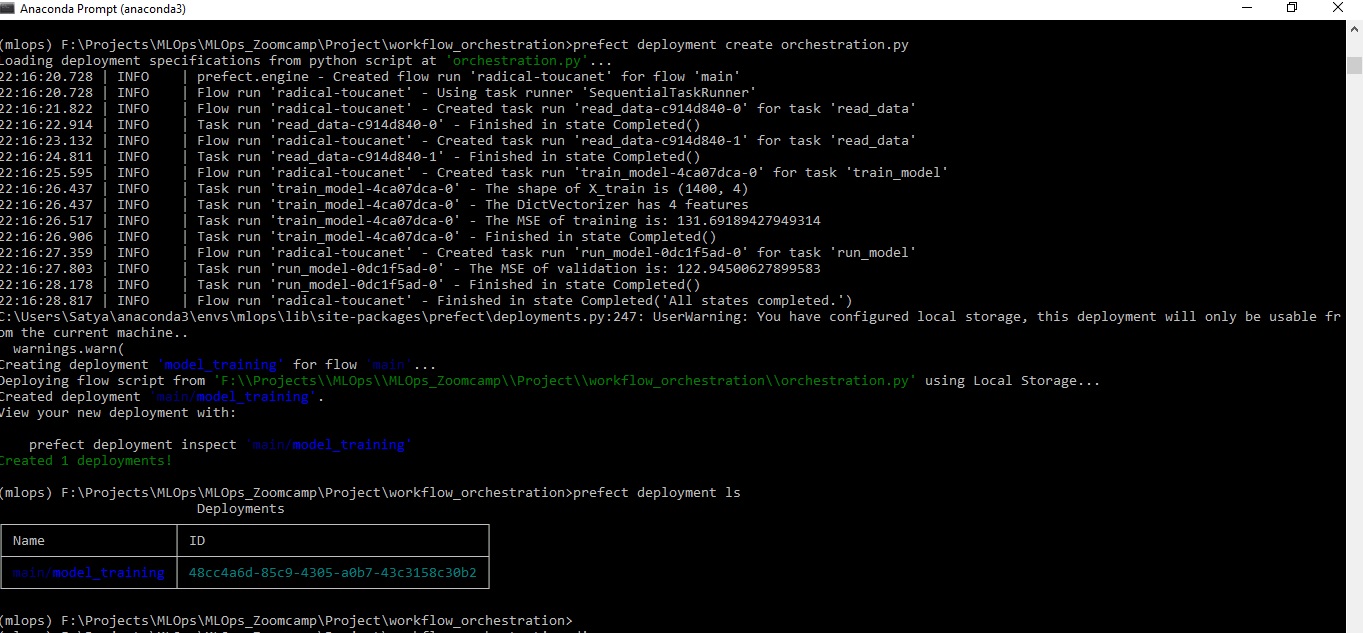 Anaconda Prompt (anaconda3)
(mlops) F:\Projects\MLOps\MLOps_Zoomcamp\Project\workflow_orchestration>prefect deployment create orchestration.py
Loading deployment specifications from python script at 'orchestration.py'...
22:16:20.728 | INFO    | prefect.engine - Created flow run 'radical-toucanet' for flow 'main'
22:16:20.728 | INFO    | Flow run 'radical-toucanet' - Using task runner 'SequentialTaskRunner'
22:16:21.822 | INFO    | Flow run 'radical-toucanet' - Created task run 'read_data-c914d840-0' for task 'read_data'
22:16:22.914 | INFO    | Task run 'read_data-c914d840-0' - Finished in state Completed()
22:16:23.132 | INFO    | Flow run 'radical-toucanet' - Created task run 'read_data-c914d840-1' for task 'read_data'
22:16:24.811 | INFO    | Task run 'read_data-c914d840-1' - Finished in state Completed()
22:16:25.595 | INFO    | Flow run 'radical-toucanet' - Created task run 'train_model-4ca07dca-0' for task 'train_model'
22:16:26.437 | INFO    | Task run 'train_model-4ca07dca-0' - The shape of X_train is (1400, 4)
22:16:26.437 | INFO    | Task run 'train_model-4ca07dca-0' - The DictVectorizer has 4 features
22:16:26.517 | INFO    | Task run 'train_model-4ca07dca-0' - The MSE of training is: 131.69189427949314
22:16:26.906 | INFO    | Task run 'train_model-4ca07dca-0' - Finished in state Completed()
22:16:27.359 | INFO    | Flow run 'radical-toucanet' - Created task run 'run_model-0dc1f5ad-0' for task 'run_model'
22:16:27.803 | INFO    | Task run 'run_model-0dc1f5ad-0' - The MSE of validation is: 122.94500627899583
22:16:28.178 | INFO    | Task run 'run_model-0dc1f5ad-0' - Finished in state Completed()
22:16:28.817 | INFO    | Flow run 'radical-toucanet' - Finished in state Completed('All states completed.')
C:\Users\Satya\anaconda3\envs\mlops\lib\site-packages\prefect\deployments.py:247: UserWarning: You have configured local storage, this deployment will only be usable fr
om the current machine..
  warnings.warn(
Creating deployment 'model_training' for flow 'main'...
Deploying flow script from 'F:\\Projects\\MLOps\\MLOps_Zoomcamp\\Project\\workflow_orchestration\\orchestration.py' using Local Storage...
Created deployment 'main/model_training'.
View your new deployment with:
    prefect deployment inspect 'main/model_training'
Created 1 deployments!
(mlops) F:\Projects\MLOps\MLOps_Zoomcamp\Project\workflow_orchestration>prefect deployment ls
Deployments
Name ID
main/model_training 48cc4a6d-85c9-4305-a0b7-43c3158c30b2
(mlops) F:\Projects\MLOps\MLOps_Zoomcamp\Project\workflow_orchestration>